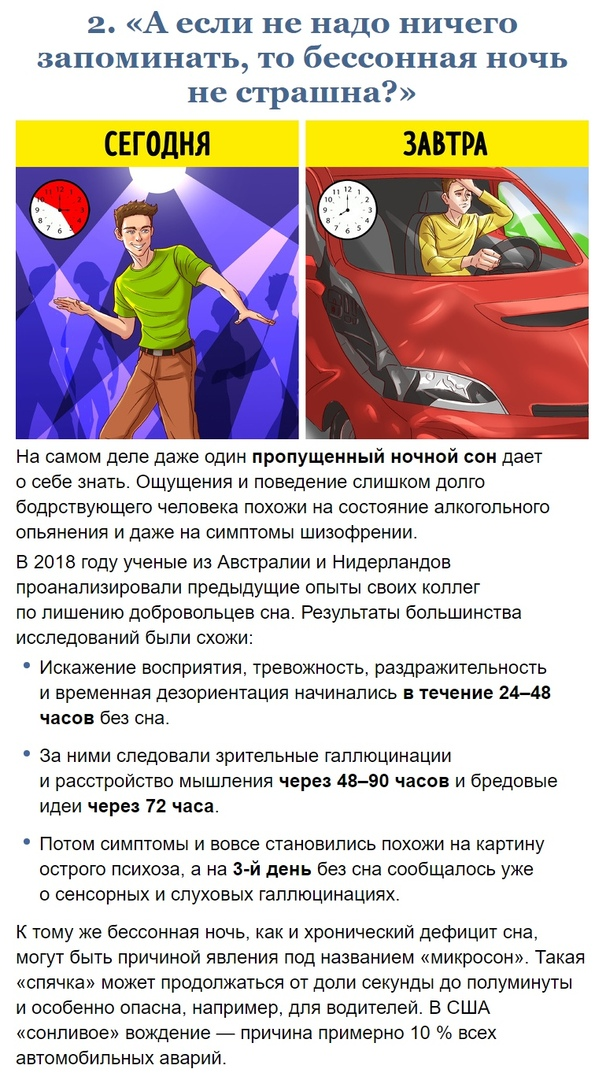 2. «А если не надо ничего
запоминать, то бессонная ночь
не страшна?»
СЕГОДНЯ
ЗАВТРА
На самом деле даже один пропущенный ночной сон дает
о себе знать. Ощущения и поведение слишком долго
бодрствующего человека похожи на состояние алкогольного
опьянения и даже на симптомы шизофрении.
В 2018 году ученые из Австралии и Нидерландов
проанализировали предыдущие опыты своих коллег
по лишению добровольцев сна. Результаты большинства
исследований были схожи:
• Искажение восприятия, тревожность, раздражительность
и временная дезориентация начинались в течение 24–48
часов без сна.
• За ними следовали зрительные галлюцинации
и расстройство мышления через 48–90 часов и бредовые
идеи через 72 часа.
• Потом симптомы и вовсе становились похожи на картину
острого психоза, а на 3-й день без сна сообщалось уже
о сенсорных и слуховых галлюцинациях.
К тому же бессонная ночь, как и хронический дефицит сна,
могут быть причиной явления под названием «микросон». Такая
«спячка» может продолжаться от доли секунды до полминуты
и особенно опасна, например, для водителей. В США
«сонливое» вождение — причина примерно 10 % всех
автомобильных аварий.